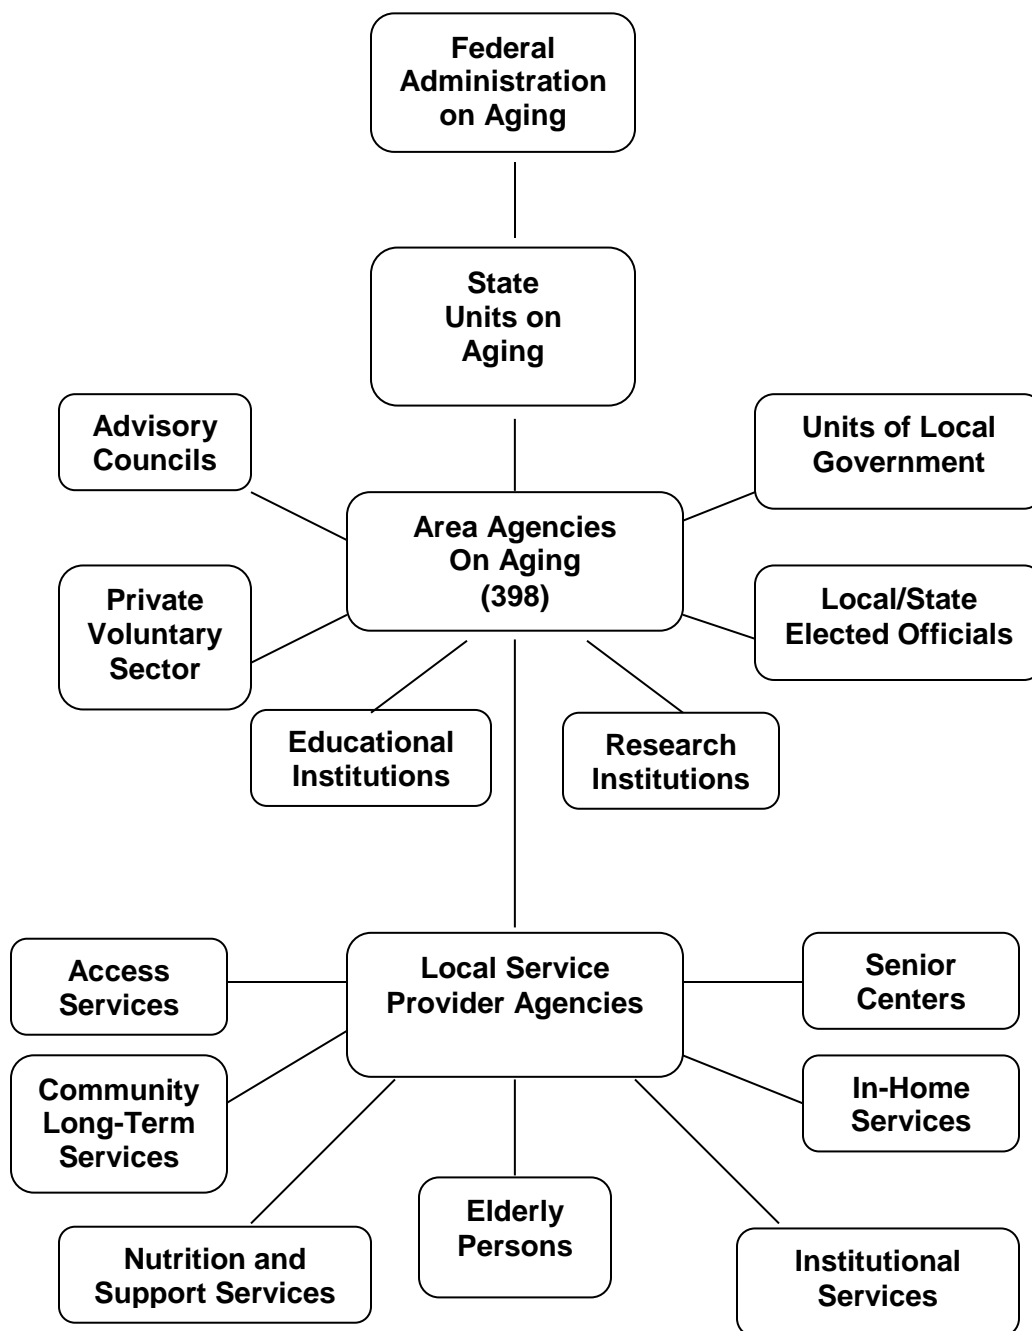 Federal
Administration
on Aging
State
Units on
Aging
Advisory
Councils
Units of Local
Government
Area Agencies
On Aging
(398)
Private
Voluntary
Sector
Local/State
Elected Officials
Educational
Institutions
Research
Institutions
Local Service
Provider Agencies
Access
Services
Senior
Centers
Community
Long-Term
Services
In-Home
Services
Nutrition and
Support Services
Elderly
Persons
Institutional
Services